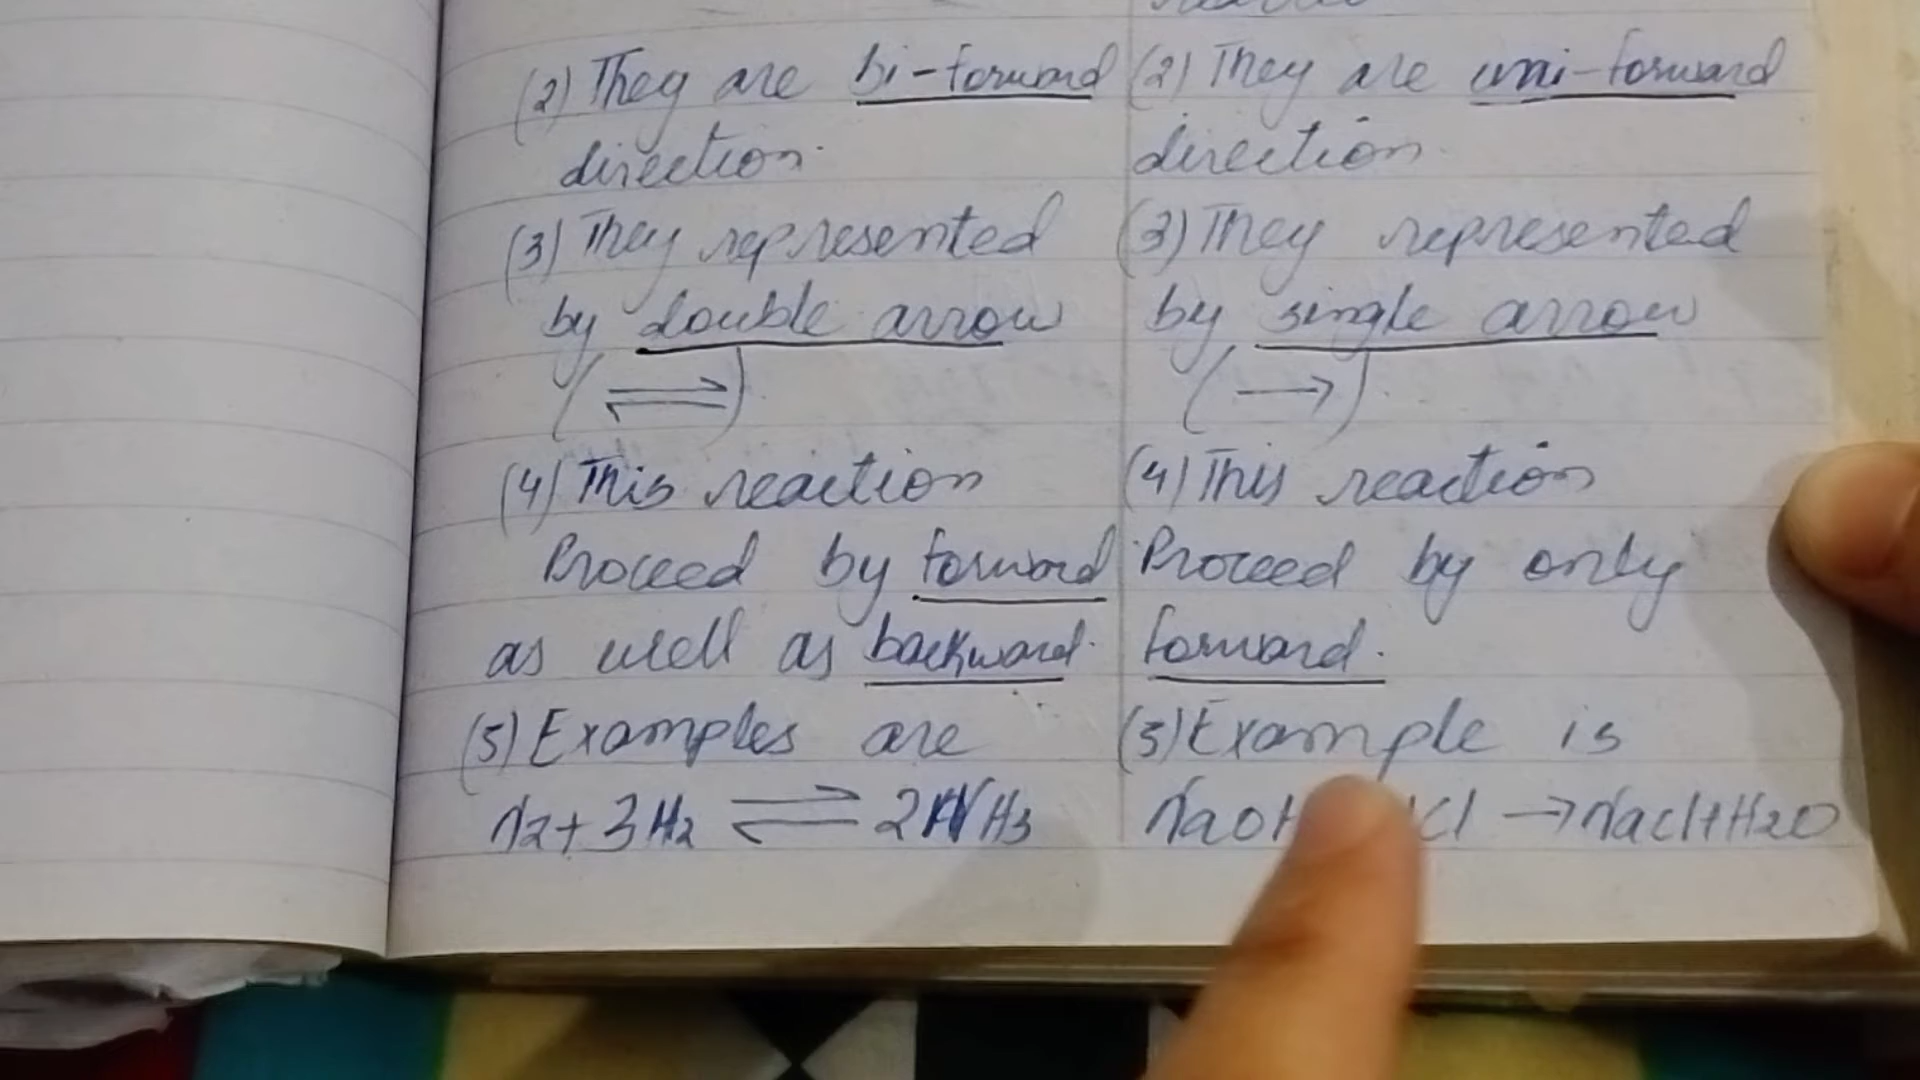 (2) They are bi-forward
direction.
(3) They represented
by double arrow
(⇌).
(4) This reaction
Proceed by forward
as well as backward.
(5) Examples are
N2 + 3H2 ⇌ 2NH3
(2) They are uni-forward
direction.
(3) They represented
by single arrow
(→).
(4) This reaction
Proceed by only
forward.
(5) Example is
NaOH Cl → NaCl + H2O